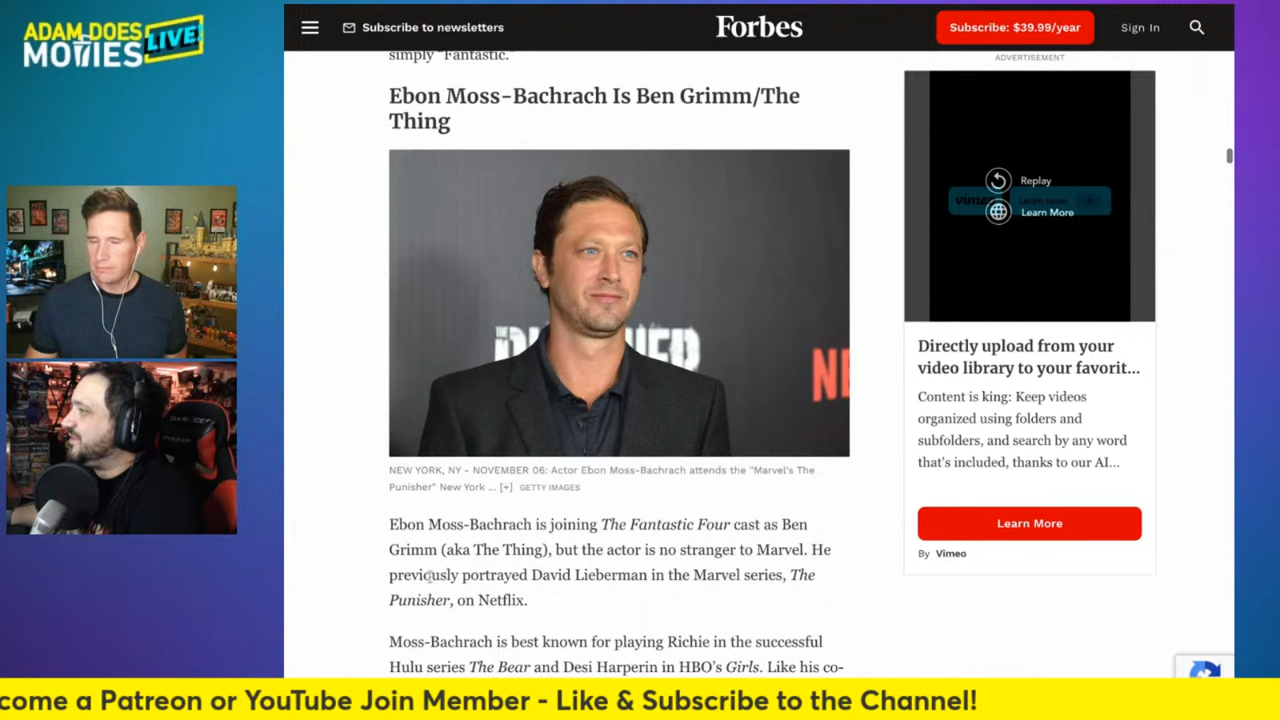 ADAM DOES
MOVIES LIVE!
Subscribe to newsletters
Forbes
Subscribe: $39.99/year
Sign In
simply "Fantastic."
Ebon Moss-Bachrach Is Ben Grimm/The
Thing
THE
NE
NEW YORK, NY - NOVEMBER 06: Actor Ebon Moss-Bachrach attends the "Marvel's The
Punisher" New York ... [+] GETTY IMAGES
Ebon Moss-Bachrach is joining The Fantastic Four cast as Ben
Grimm (aka The Thing), but the actor is no stranger to Marvel. He
previously portrayed David Lieberman in the Marvel series, The
Punisher, on Netflix.
Moss-Bachrach is best known for playing Richie in the successful
Hulu series The Bear and Desi Harperin in HBO's Girls. Like his co-
ADVERTISEMENT
Replay
vimeo Learn more
Learn More
Directly upload from your
video library to your favorit...
Content is king: Keep videos
organized using folders and
subfolders, and search by any word
that's included, thanks to our AI...
Learn More
By Vimeo
come a Patreon or YouTube Join Member - Like & Subscribe to the Channel!